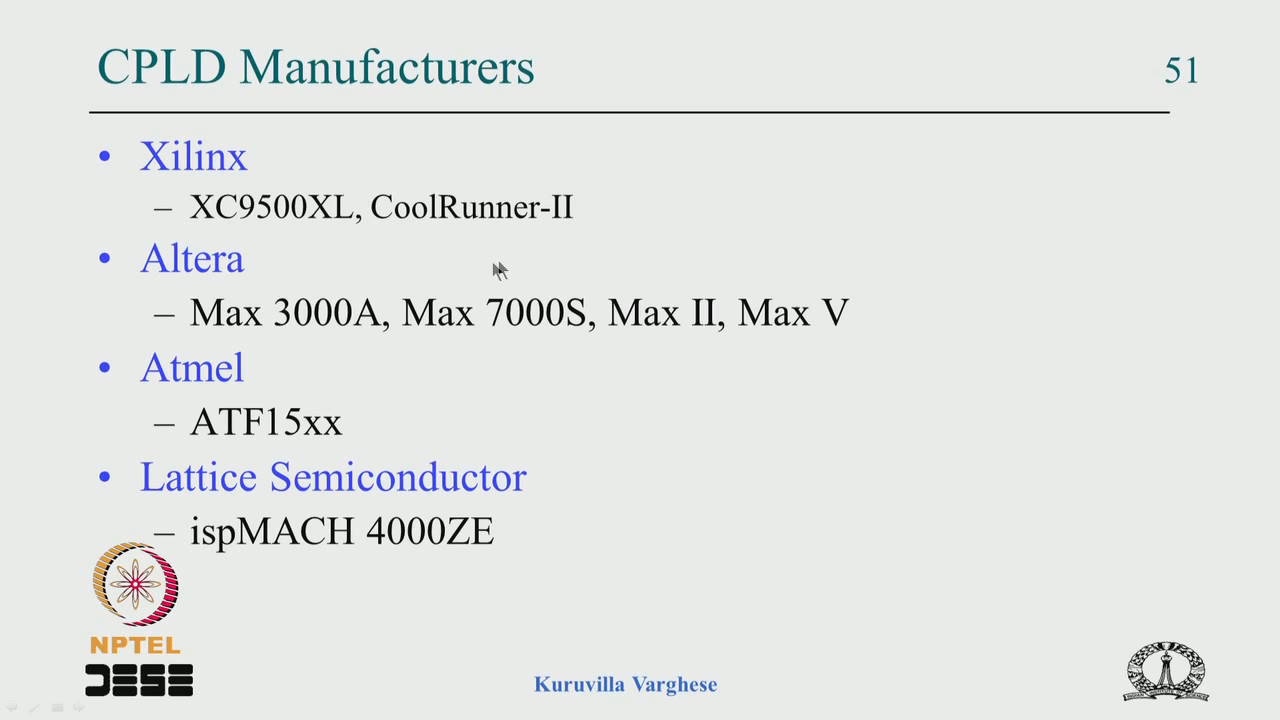 CPLD Manufacturers
51
• Xilinx
– XC9500XL, CoolRunner-II
• Altera
– Max 3000A, Max 7000S, Max II, Max V
• Atmel
– ATF15xx
• Lattice Semiconductor
– ispMACH 4000ZE
NPTEL
DESE
Kuruvilla Varghese